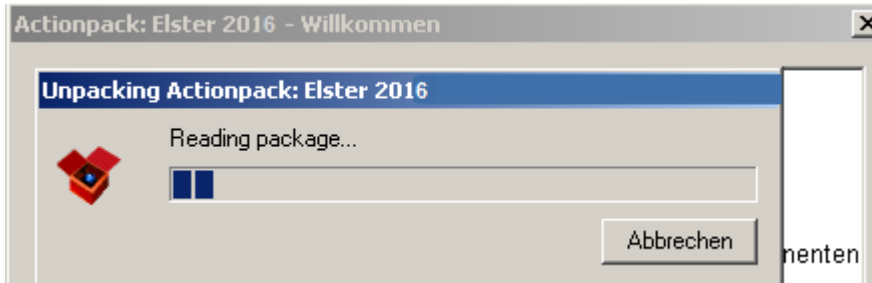 Actionpack: Elster 2016 - Willkommen
Unpacking Actionpack: Elster 2016
Reading package...
Abbrechen
nenten